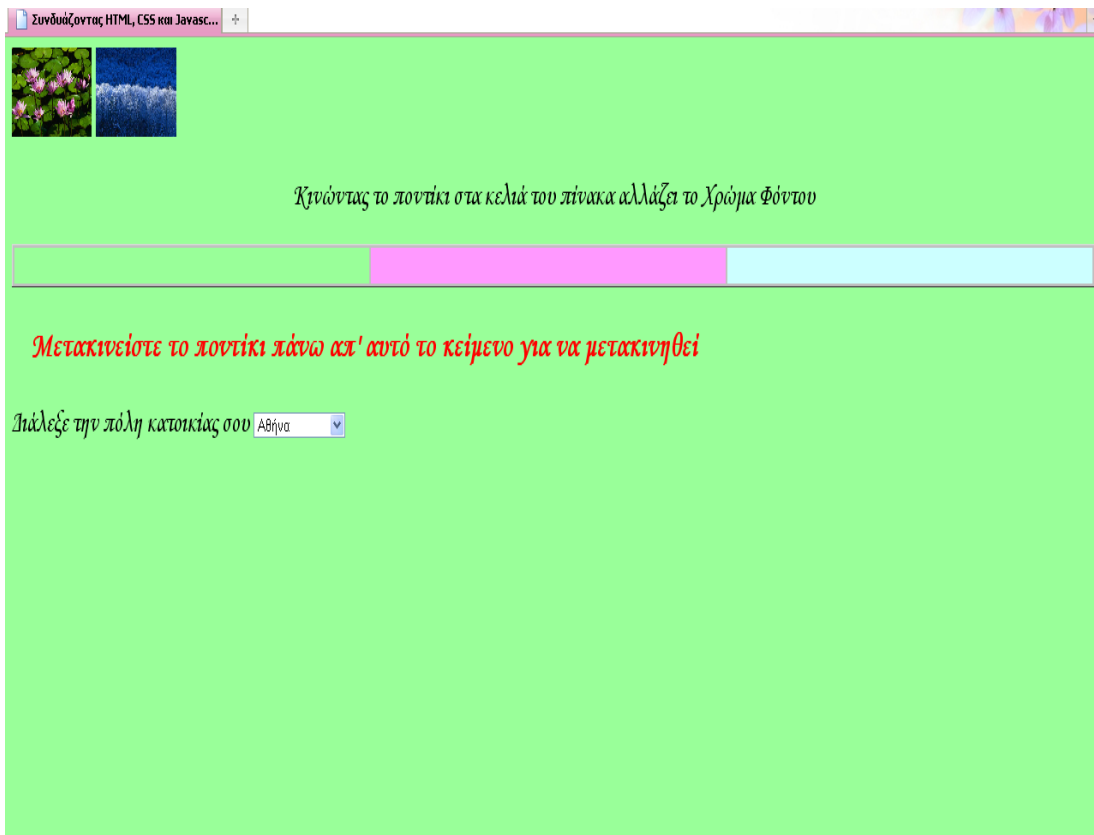 Συνδυάζοντας HTML, CSS και Javasc...
Κινώντας το ποντίκι στα κελιά του πίνακα αλλάζει το Χρώμα Φόντου
Μετακινείστε το ποντίκι πάνω απ' αυτό το κείμενο για να μετακινηθεί
Διάλεξε την πόλη κατοικίας σου Αθήνα